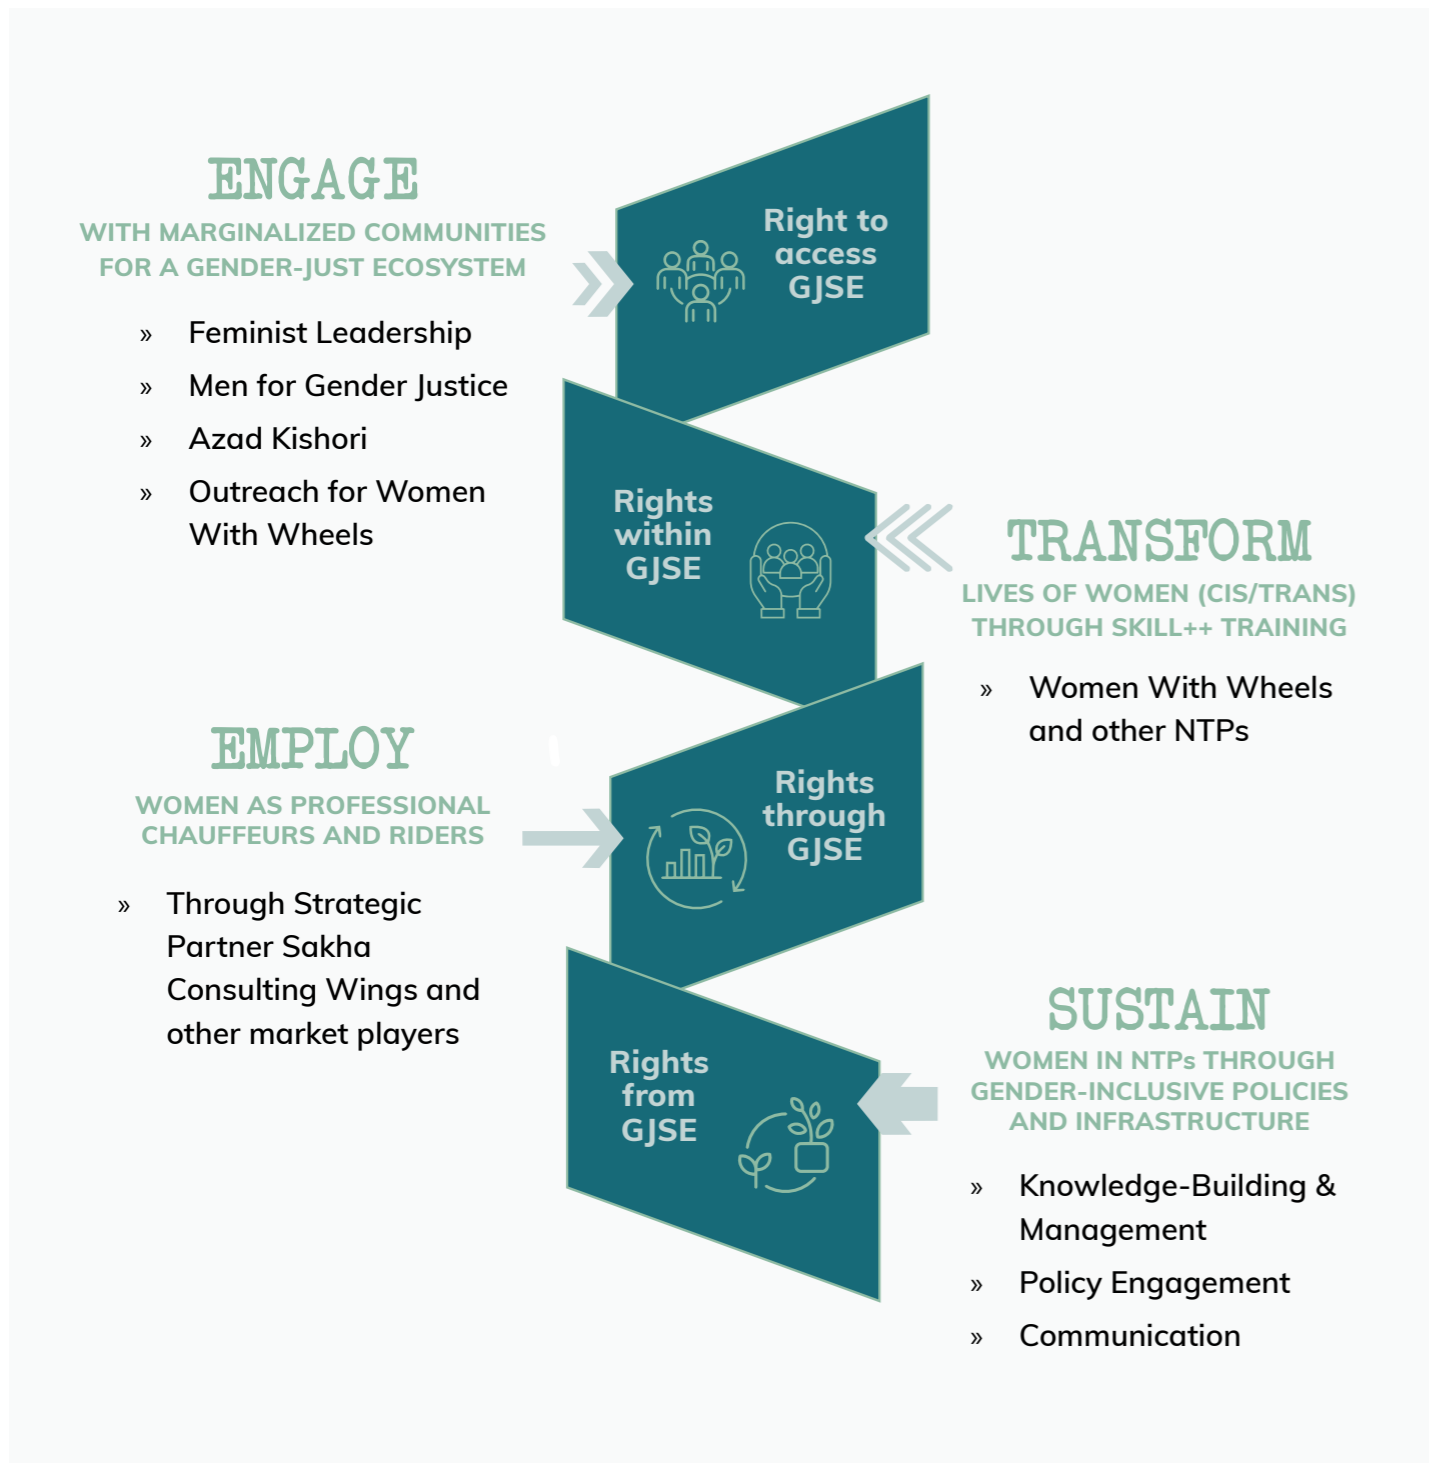 ENGAGE
WITH MARGINALIZED COMMUNITIES
FOR A GENDER-JUST ECOSYSTEM
» Feminist Leadership
» Men for Gender Justice
» Azad Kishori
» Outreach for Women
With Wheels
Right to
access
GJSE
Rights
within
GJSE
TRANSFORM
LIVES OF WOMEN (CIS/TRANS)
THROUGH SKILL++ TRAINING
» Women With Wheels
and other NTPs
EMPLOY
WOMEN AS PROFESSIONAL
CHAUFFEURS AND RIDERS
» Through Strategic
Partner Sakha
Consulting Wings and
other market players
Rights
through
GJSE
Rights
from
GJSE
SUSTAIN
WOMEN IN NTPs THROUGH
GENDER-INCLUSIVE POLICIES
AND INFRASTRUCTURE
» Knowledge-Building &
Management
» Policy Engagement
» Communication